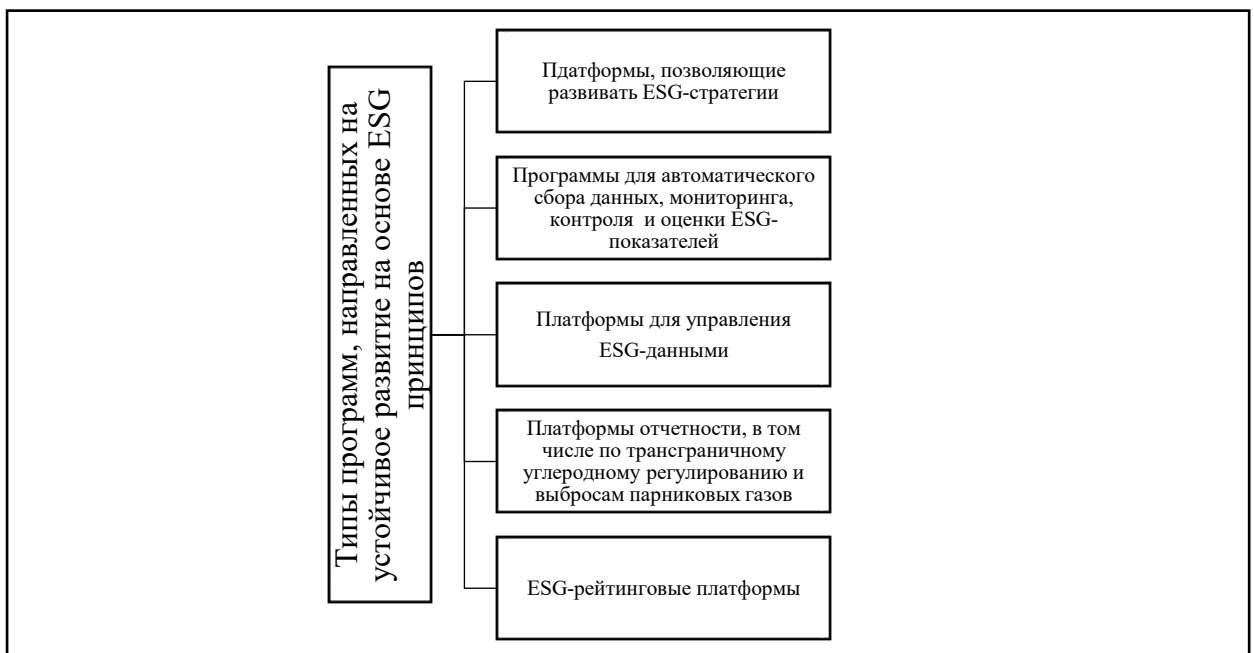 Типы программ, направленных на
устойчивое развитие на основе ESG
принципов
Пдатформы, позволяющие
развивать ESG-стратегии
Программы для автоматического
сбора данных, мониторинга,
контроля и оценки ESG-
показателей
Платформы для управления
ESG-данными
Платформы отчетности, в том
числе по трансграничному
углеродному регулированию и
выбросам парниковых газов
ESG-рейтинговые платформы